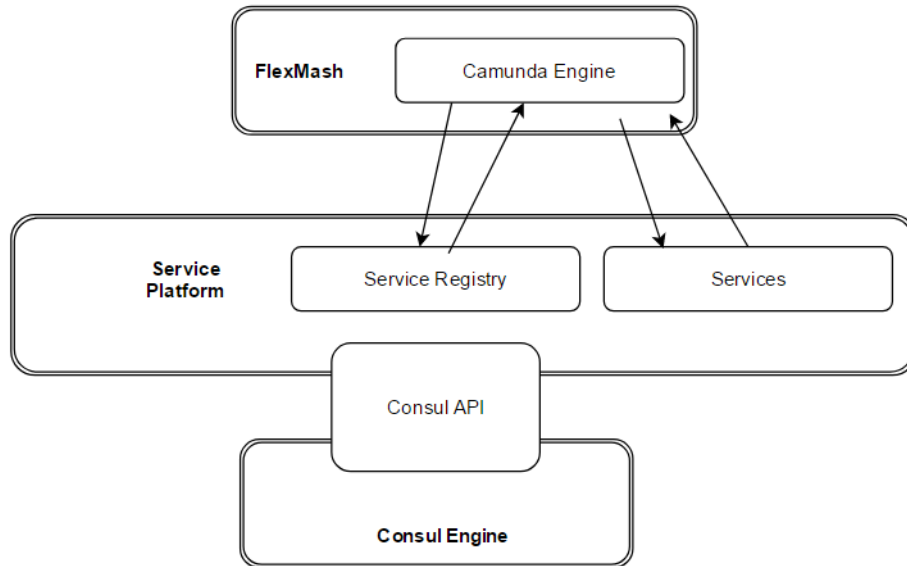 FlexMash
Camunda Engine
Service
Platform
Service Registry
Services
Consul API
Consul Engine